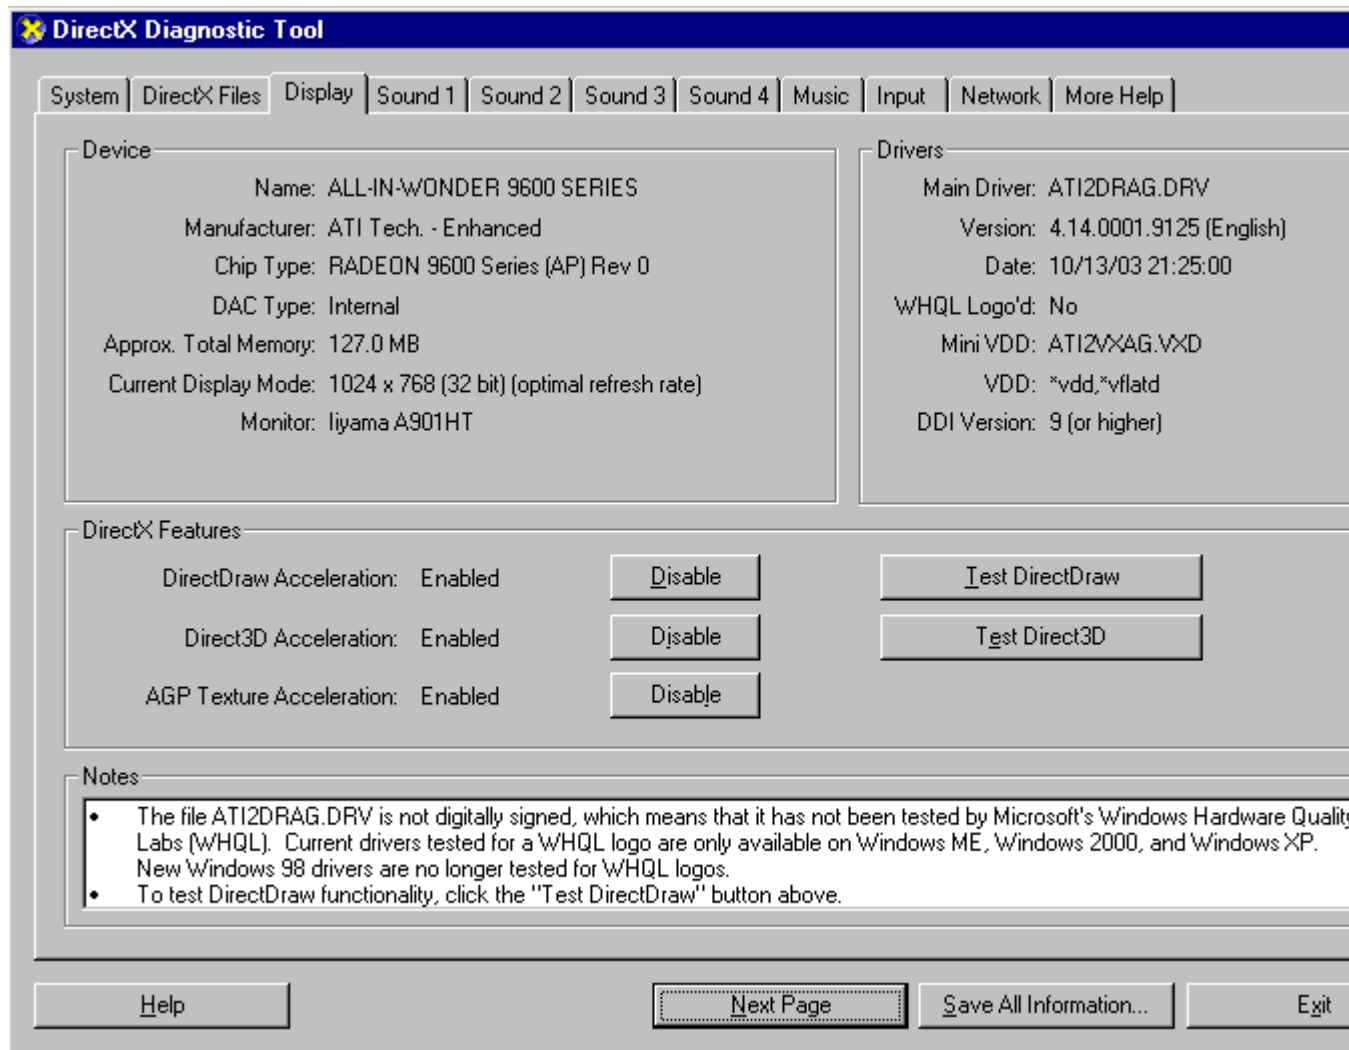 DirectX Diagnostic Tool
System DirectX Files Display Sound 1 Sound 2 Sound 3 Sound 4 Music Input Network More Help
Device
Name: ALL-IN-WONDER 9600 SERIES
Manufacturer: ATI Tech. - Enhanced
Chip Type: RADEON 9600 Series (AP) Rev 0
DAC Type: Internal
Approx. Total Memory: 127.0 MB
Current Display Mode: 1024 x 768 (32 bit) (optimal refresh rate)
Monitor: Iiyama A901HT
Drivers
Main Driver: ATI2DRAG.DRV
Version: 4.14.0001.9125 (English)
Date: 10/13/03 21:25:00
WHQL Logo'd: No
Mini VDD: ATI2VXAG.VXD
VDD: *vdd,*vflatd
DDI Version: 9 (or higher)
DirectX Features
DirectDraw Acceleration: Enabled Disable Test DirectDraw
Direct3D Acceleration: Enabled Disable Test Direct3D
AGP Texture Acceleration: Enabled Disable
Notes
• The file ATI2DRAG.DRV is not digitally signed, which means that it has not been tested by Microsoft's Windows Hardware Quality
Labs (WHQL). Current drivers tested for a WHQL logo are only available on Windows ME, Windows 2000, and Windows XP.
New Windows 98 drivers are no longer tested for WHQL logos.
• To test DirectDraw functionality, click the "Test DirectDraw" button above.
Help Next Page Save All Information... Exit